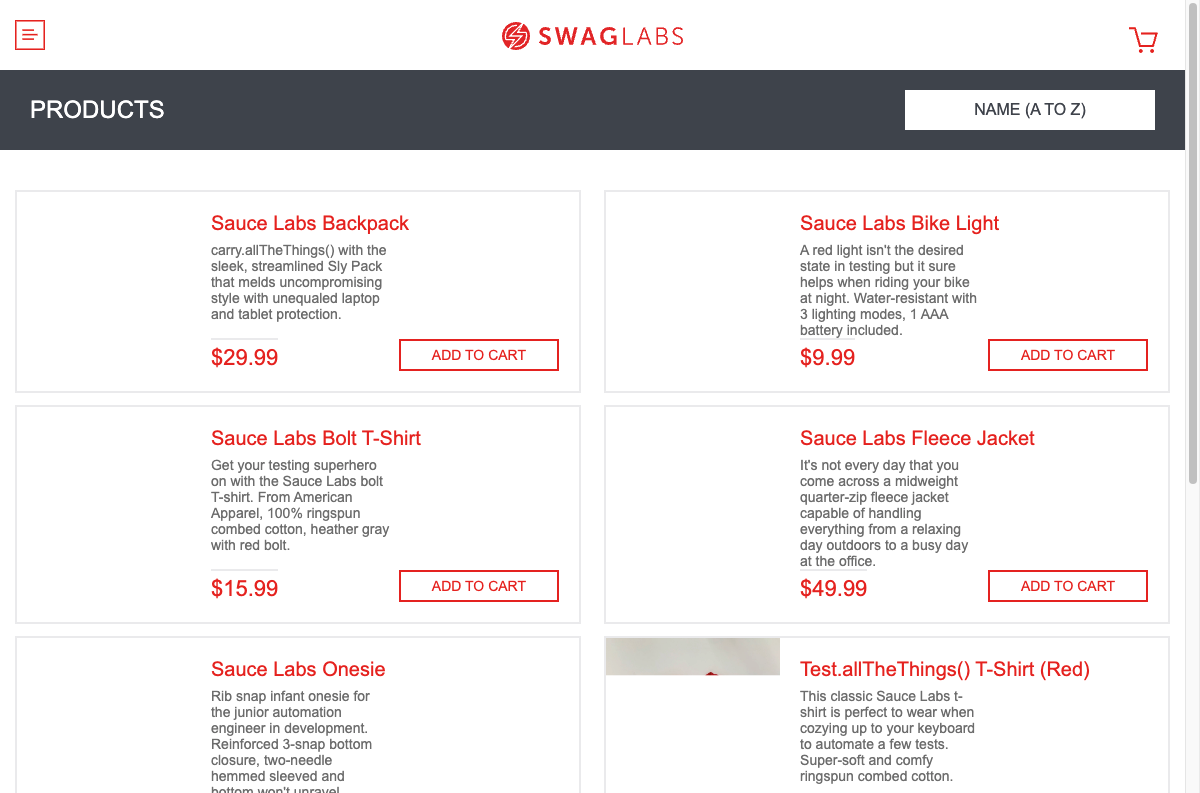 SWAGLABS
PRODUCTS
NAME (A TO Z)
Sauce Labs Backpack
carry.allTheThings() with the
sleek, streamlined Sly Pack
that melds uncompromising
style with unequaled laptop
and tablet protection.
$29.99
ADD TO CART
Sauce Labs Bike Light
A red light isn't the desired
state in testing but it sure
helps when riding your bike
at night. Water-resistant with
3 lighting modes, 1 AAA
battery included.
$9.99
ADD TO CART
Sauce Labs Bolt T-Shirt
Get your testing superhero
on with the Sauce Labs bolt
T-shirt. From American
Apparel, 100% ringspun
combed cotton, heather gray
with red bolt.
$15.99
ADD TO CART
Sauce Labs Fleece Jacket
It's not every day that you
come across a midweight
quarter-zip fleece jacket
capable of handling
everything from a relaxing
day outdoors to a busy day
at the office.
$49.99
ADD TO CART
Sauce Labs Onesie
Rib snap infant onesie for
the junior automation
engineer in development.
Reinforced 3-snap bottom
closure, two-needle
hemmed sleeved and
bottom won't unravel
Test.allTheThings() T-Shirt (Red)
This classic Sauce Labs t-
shirt is perfect to wear when
cozying up to your keyboard
to automate a few tests.
Super-soft and comfy
ringspun combed cotton.